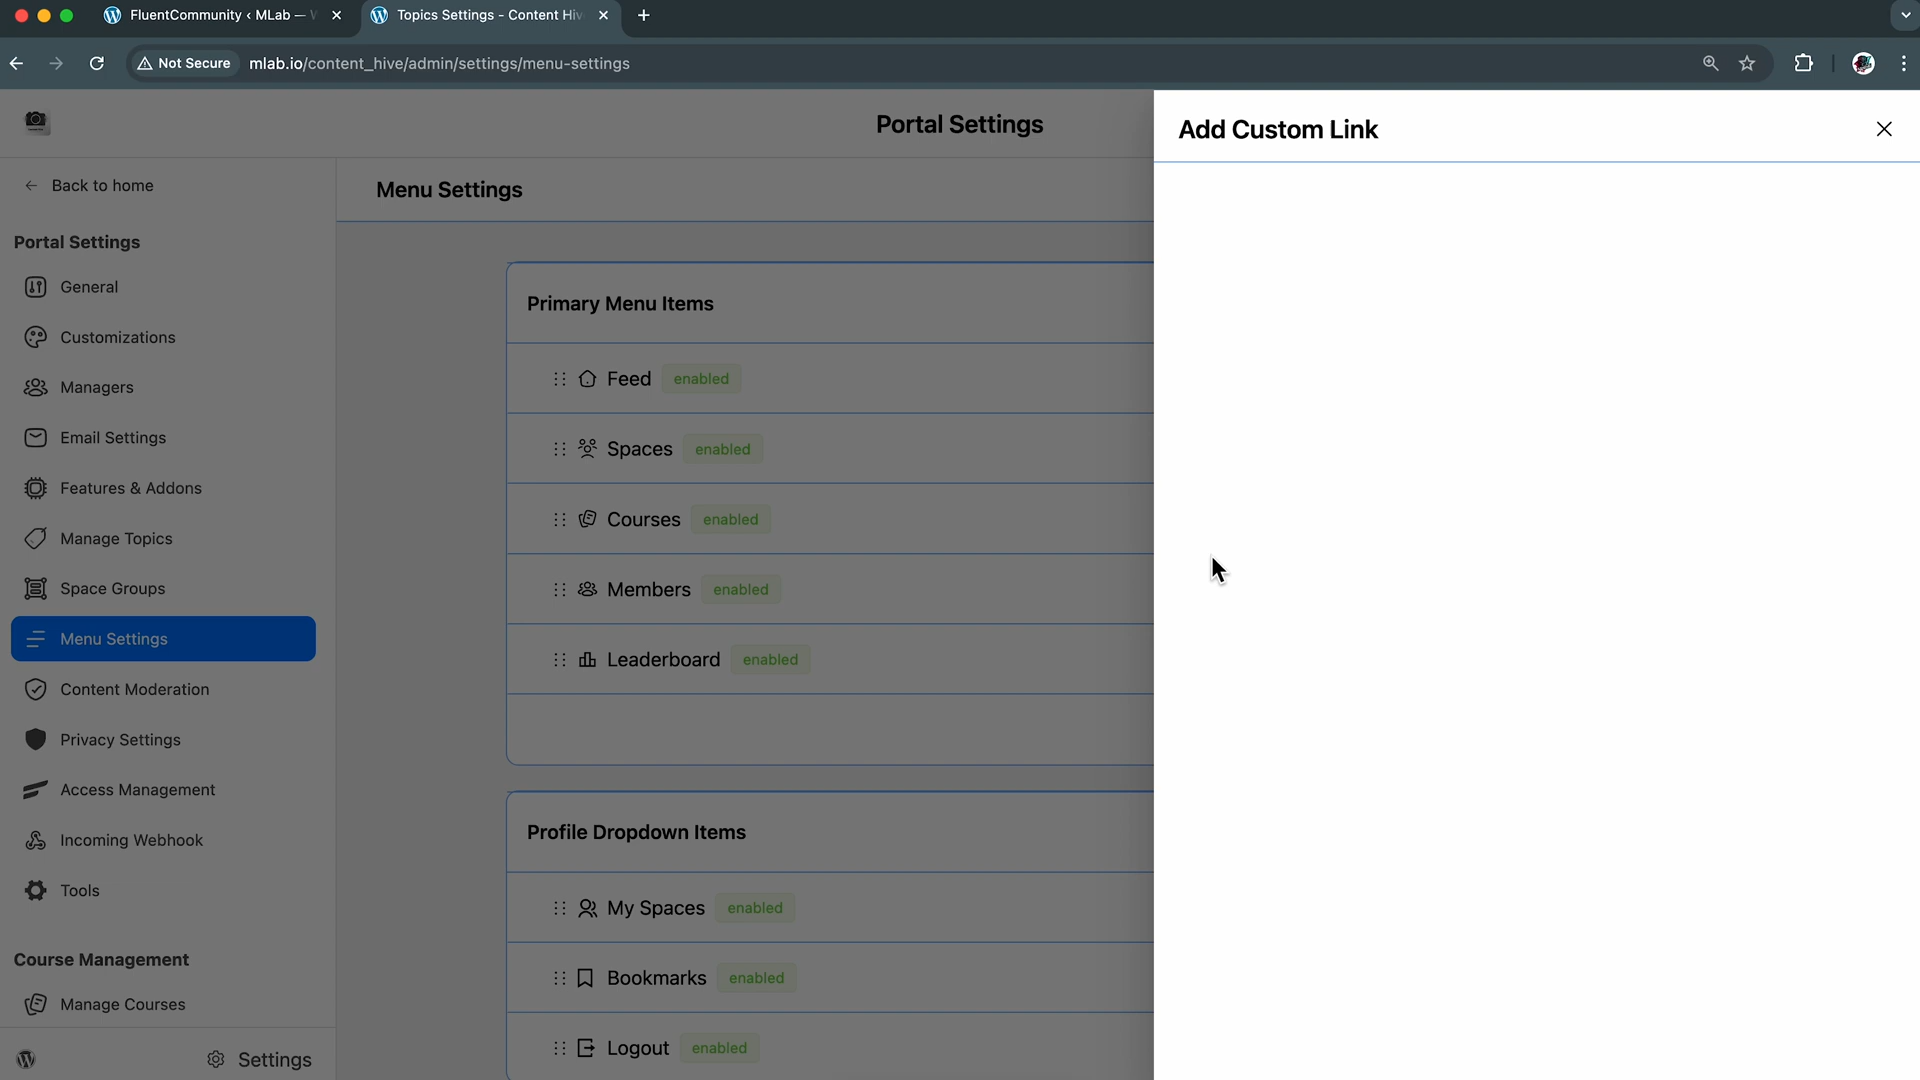 FluentCommunity ‹ MLab — W
Topics Settings - Content Hiv
Not Secure
mlab.io/content_hive/admin/settings/menu-settings
Portal Settings
Add Custom Link
Back to home
Menu Settings
Portal Settings
General
Customizations
Managers
Email Settings
Features & Addons
Manage Topics
Space Groups
Menu Settings
Content Moderation
Privacy Settings
Access Management
Incoming Webhook
Tools
Course Management
Manage Courses
Settings
Primary Menu Items
Feed enabled
Spaces enabled
Courses enabled
Members enabled
Leaderboard enabled
Profile Dropdown Items
My Spaces enabled
Bookmarks enabled
Logout enabled